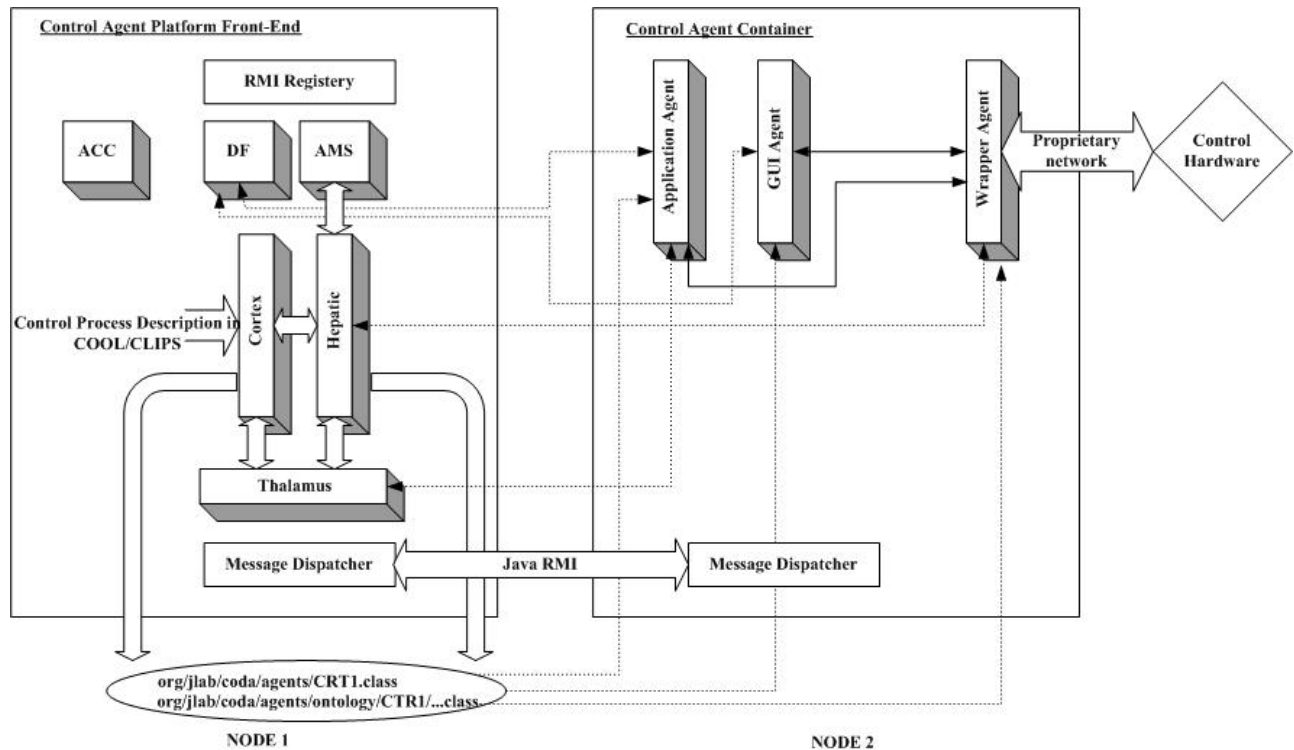 Control Agent Platform Front-End
RMI Registery
ACC
DF
AMS
Cortex
Hepatic
Control Process Description in
COOL/CLIPS
Thalamus
Message Dispatcher
Java RMI
Control Agent Container
Application Agent
GUI Agent
Wrapper Agent
Proprietary
network
Control
Hardware
Message Dispatcher
org/jlab/coda/agents/CRT1.class
org/jlab/coda/agents/ontology/CTR1/...class
NODE 1
NODE 2